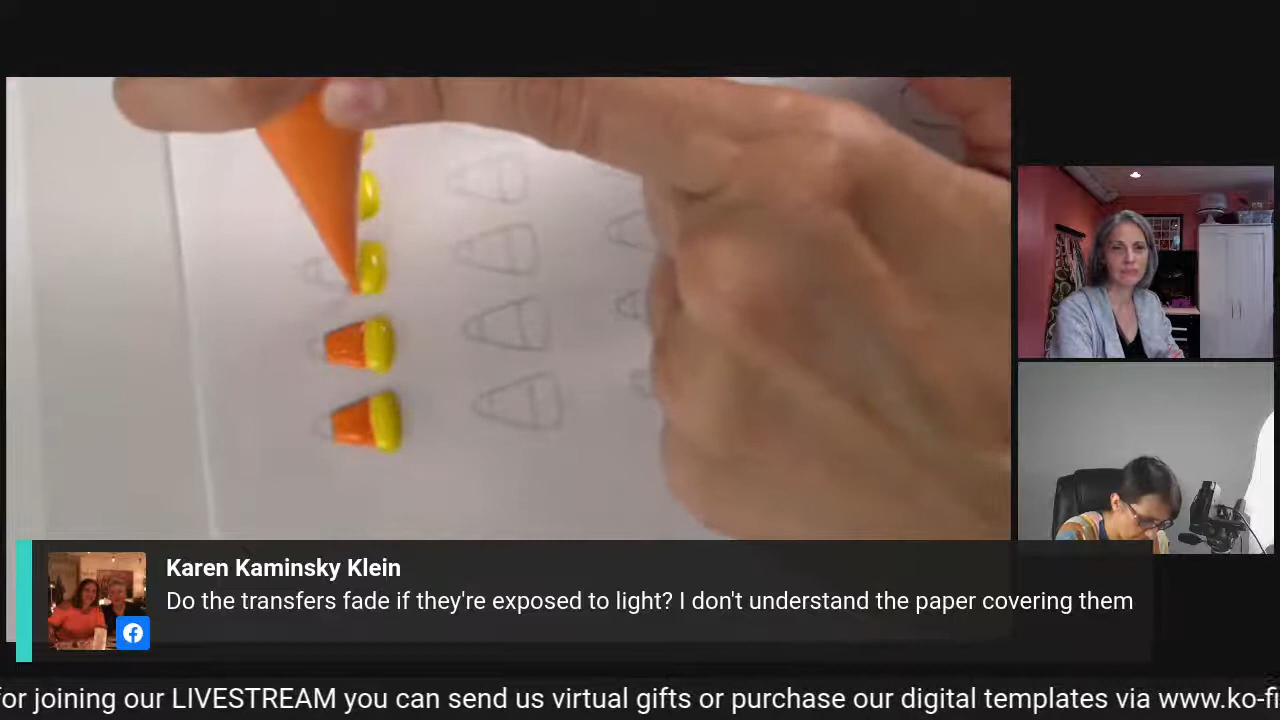 Karen Kaminsky Klein
Do the transfers fade if they're exposed to light? I don't understand the paper covering them
for joining our LIVESTREAM you can send us virtual gifts or purchase our digital templates via www.ko-fi